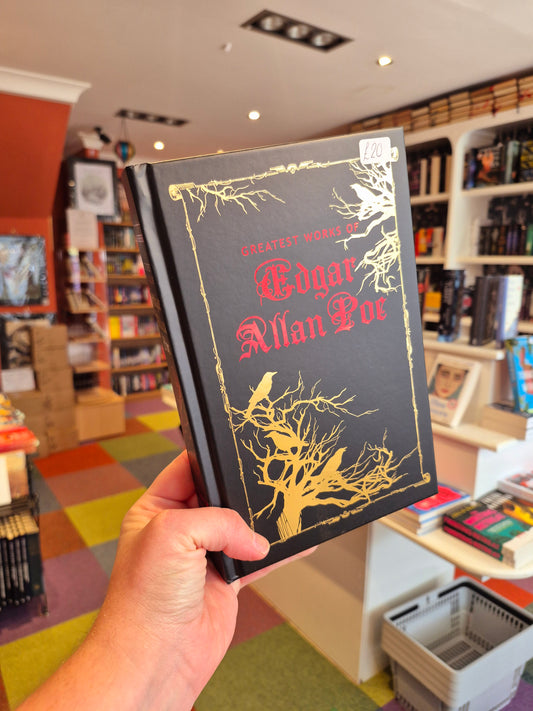 £20
GREATEST WORKS OF
Edgar
Allan Poe